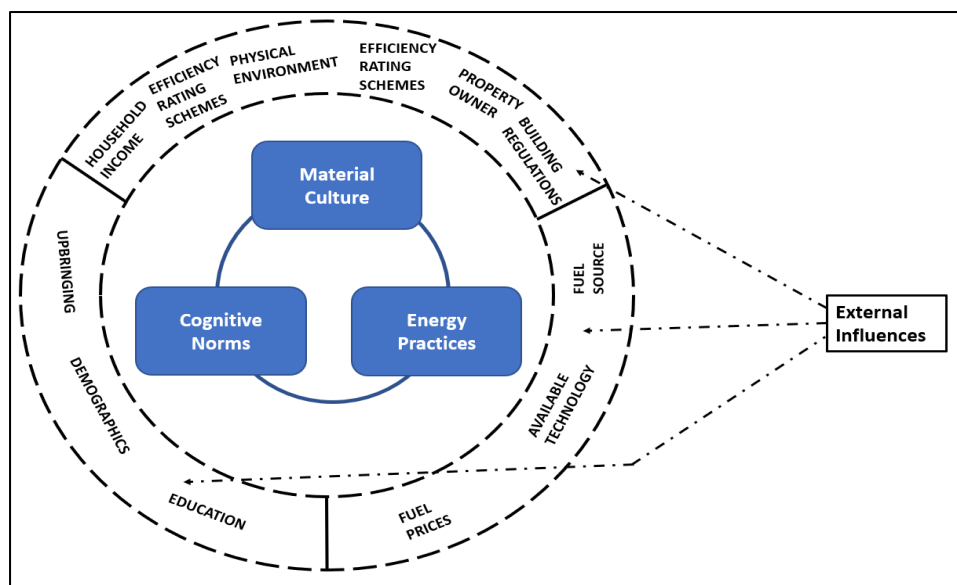 HOUSEHOLD
INCOME
EFFICIENCY
RATING
SCHEMES
PHYSICAL
ENVIRONMENT
EFFICIENCY
RATING
SCHEMES
PROPERTY
OWNER
BUILDING
REGULATIONS
Material
Culture
UPBRINGING
FUEL
SOURCE
Cognitive
Norms
Energy
Practices
External
Influences
DEMOGRAPHICS
AVAILABLE
TECHNOLOGY
EDUCATION
FUEL
PRICES